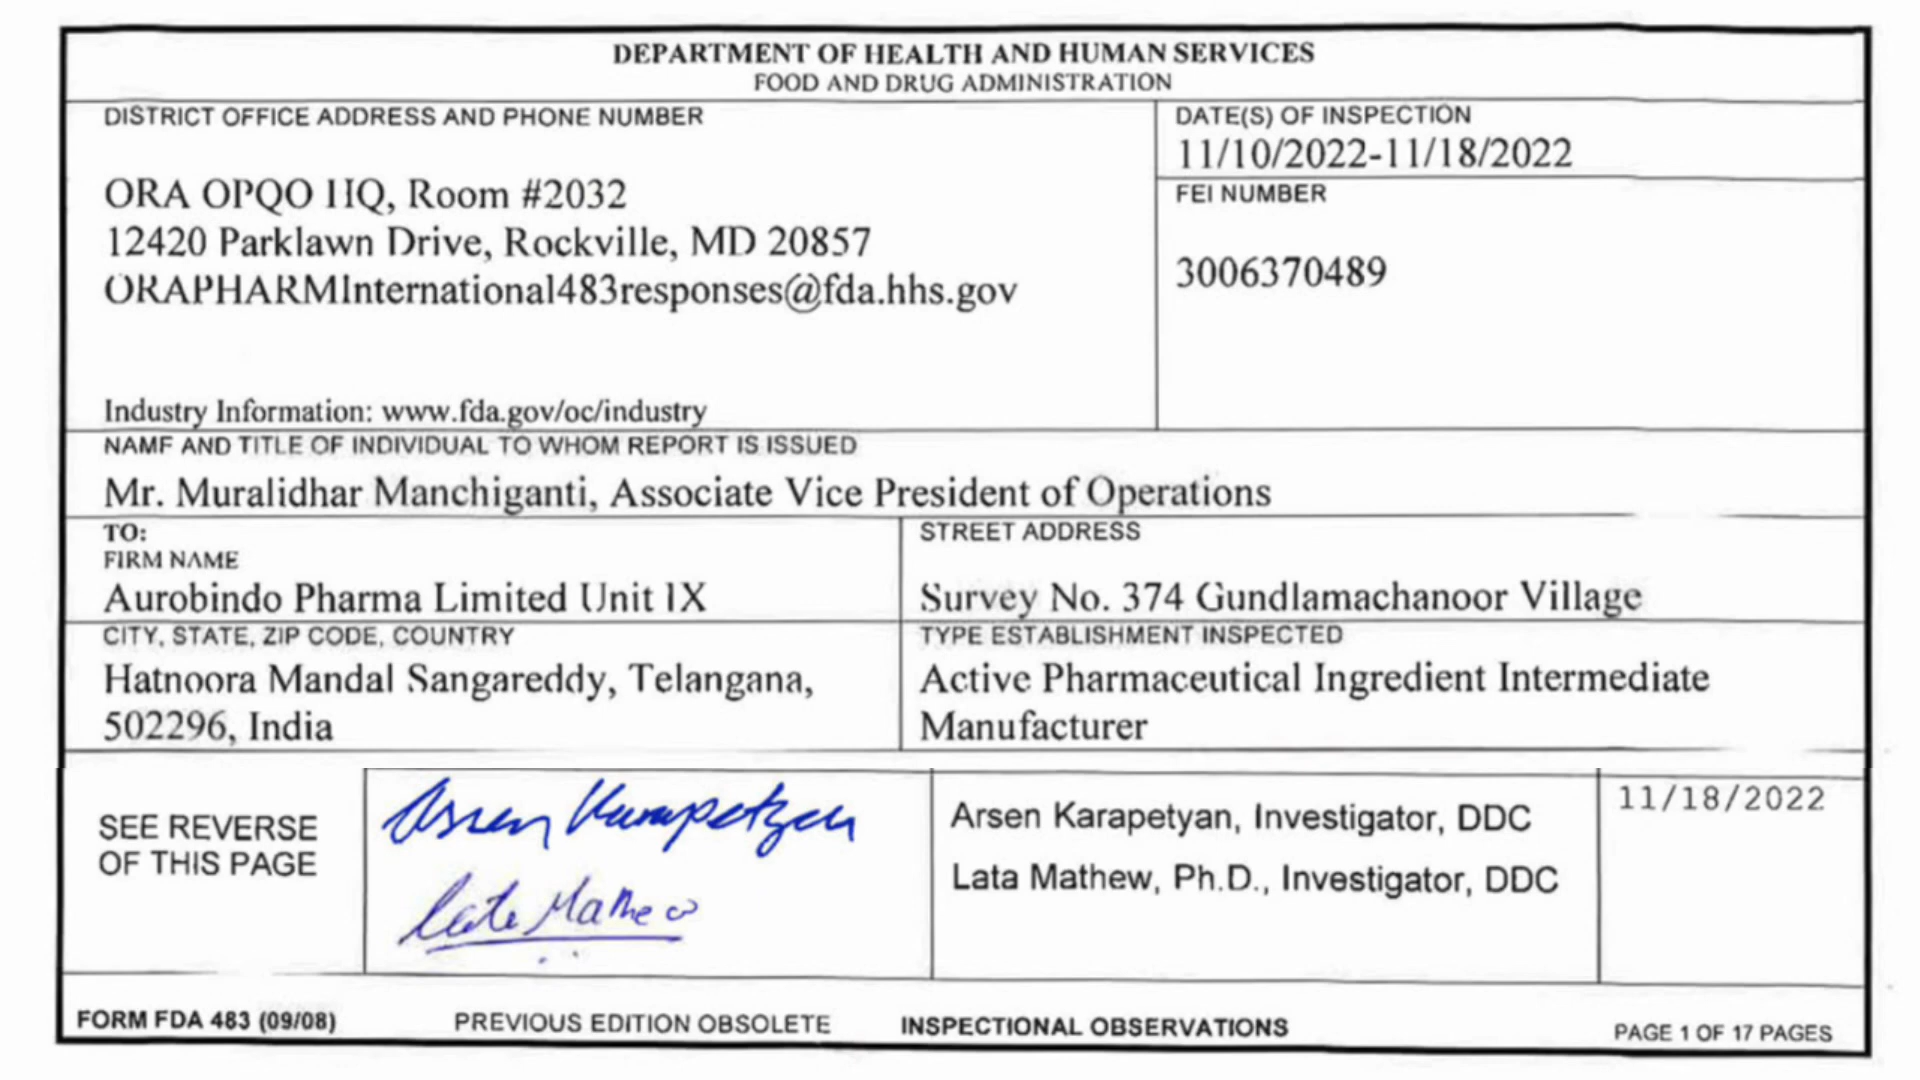 DEPARTMENT OF HEALTH AND HUMAN SERVICES
FOOD AND DRUG ADMINISTRATION
DISTRICT OFFICE ADDRESS AND PHONE NUMBER
ORA OPQO HQ, Room #2032
12420 Parklawn Drive, Rockville, MD 20857
ORAPHARMInternational483responses@fda.hhs.gov
Industry Information: www.fda.gov/oc/industry
DATE(S) OF INSPECTION
11/10/2022-11/18/2022
FEI NUMBER
3006370489
NAME AND TITLE OF INDIVIDUAL TO WHOM REPORT IS ISSUED
Mr. Muralidhar Manchiganti, Associate Vice President of Operations
TO:
FIRM NAME
Aurobindo Pharma Limited Unit IX
STREET ADDRESS
Survey No. 374 Gundlamachanoor Village
CITY, STATE, ZIP CODE, COUNTRY
Hatnoora Mandal Sangareddy, Telangana,
502296, India
TYPE ESTABLISHMENT INSPECTED
Active Pharmaceutical Ingredient Intermediate
Manufacturer
SEE REVERSE
OF THIS PAGE
Arsen Karapetyan
Lata Mathew
Arsen Karapetyan, Investigator, DDC
Lata Mathew, Ph.D., Investigator, DDC
11/18/2022
FORM FDA 483 (09/08)
PREVIOUS EDITION OBSOLETE
INSPECTIONAL OBSERVATIONS
PAGE 1 OF 17 PAGES